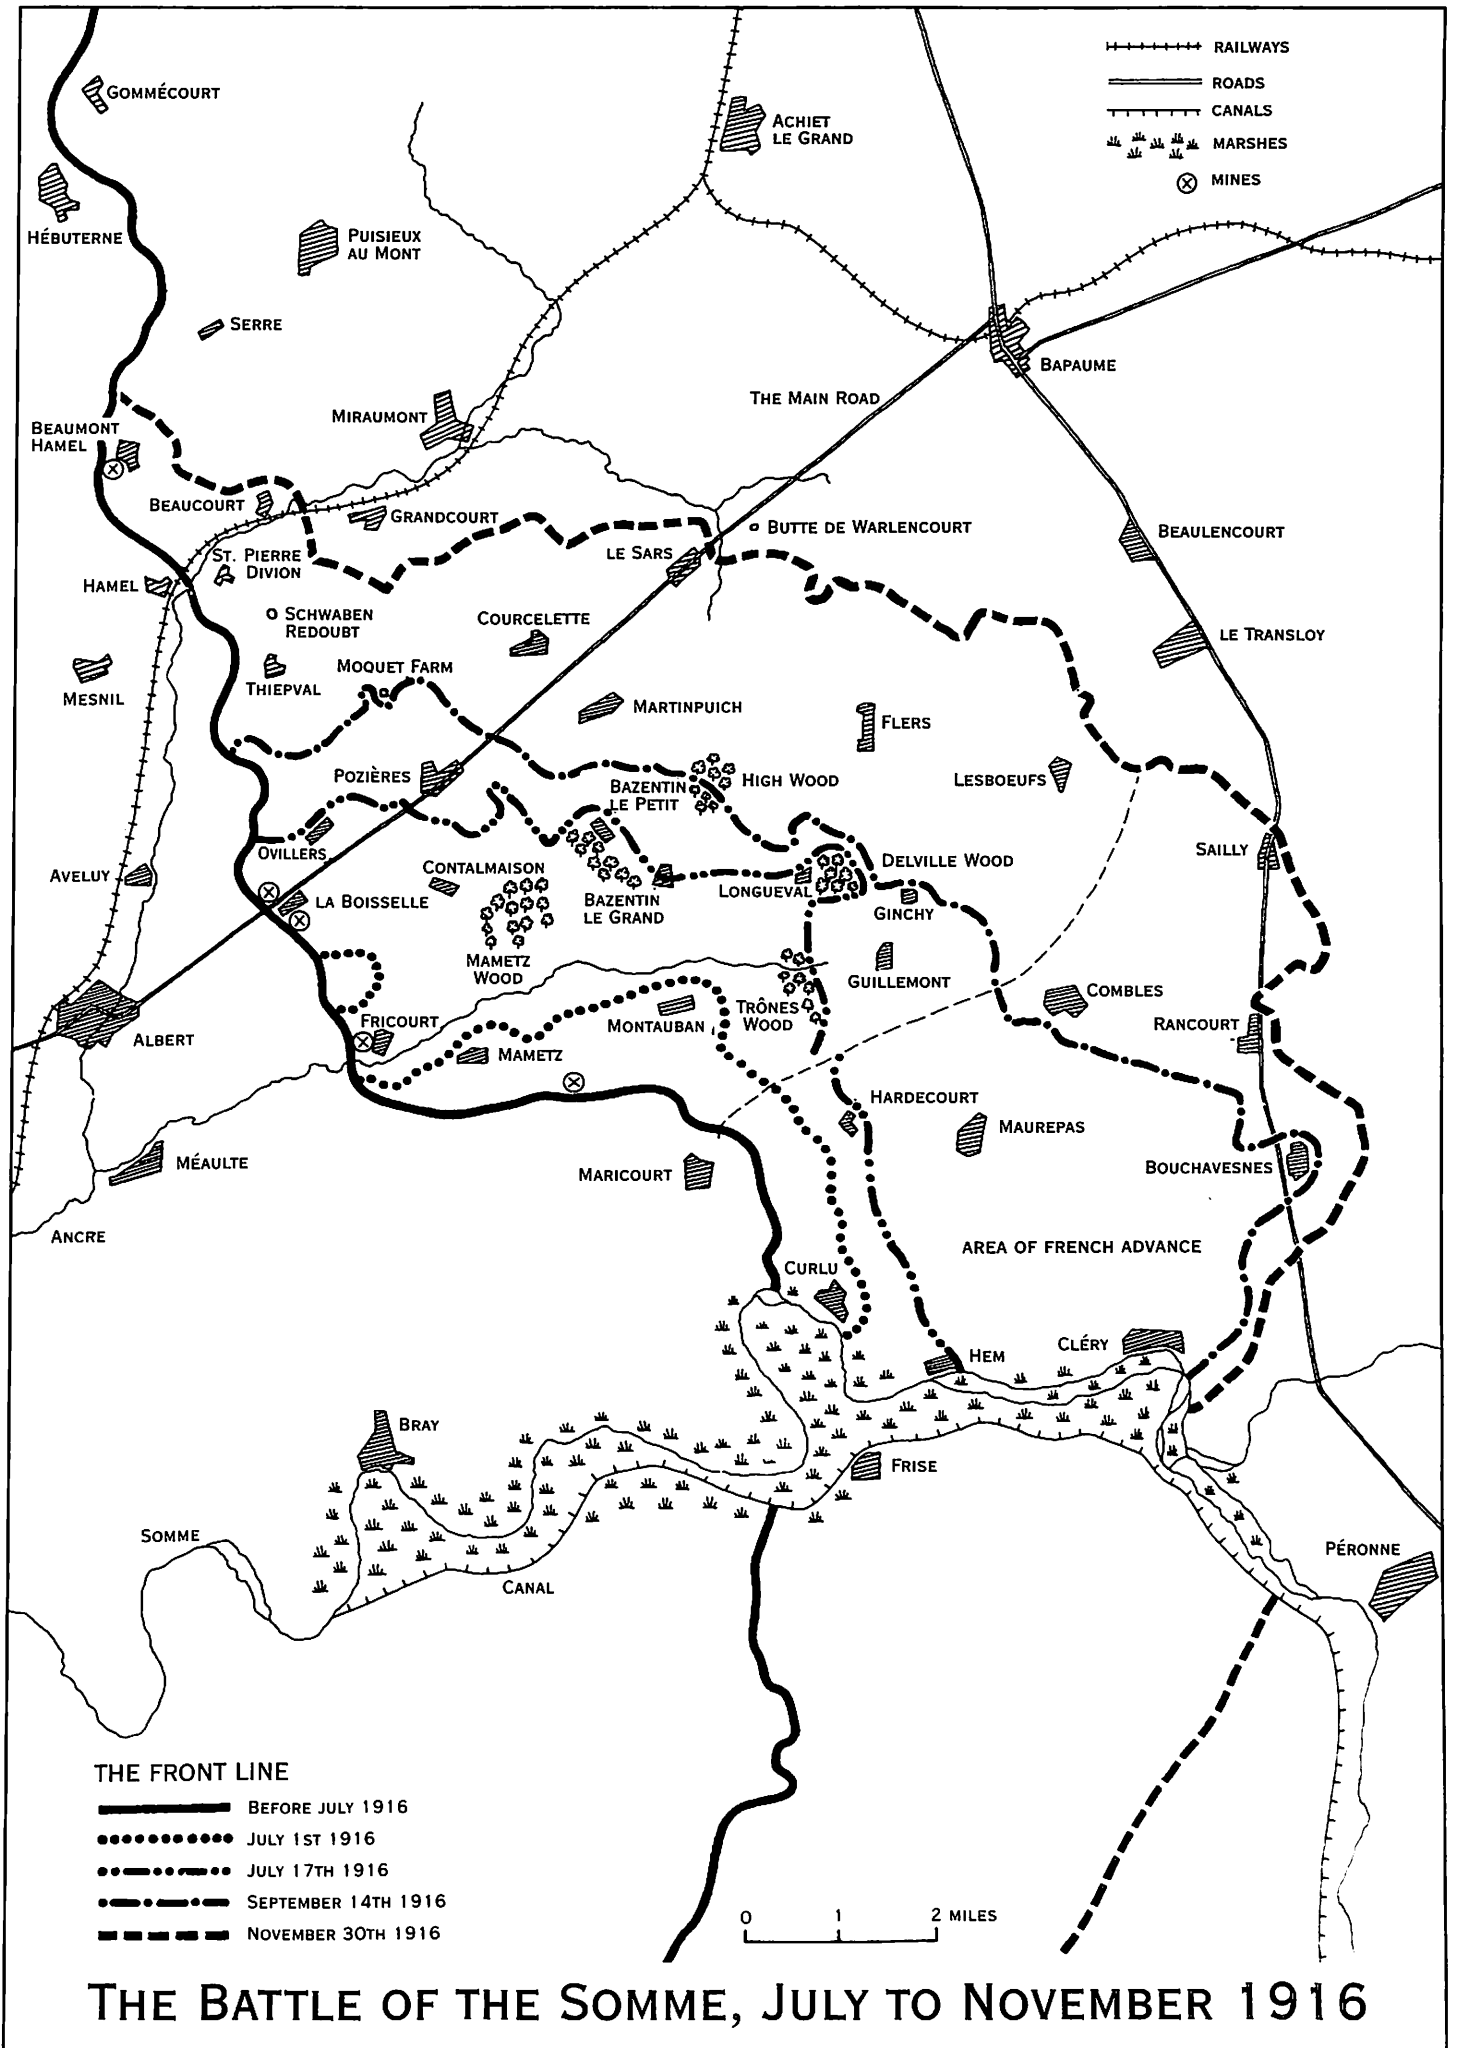 RAILWAYS
ROADS
CANALS
MARSHES
MINES
GOMMÉCOURT
ACHIET
LE GRAND
HÉBUTERNE
PUISIEUX
AU MONT
SERRE
BAPAUME
THE MAIN ROAD
MIRAUMONT
BEAUMONT
HAMEL
BEAUCOURT
GRANDCOURT
BUTTE DE WARLENCOURT
BEAULENCOURT
LE SARS
ST. PIERRE
DIVION
HAMEL
SCHWABEN
REDOUBT
COURCELETTE
LE TRANSLOY
MOQUET FARM
THIEPVAL
MESNIL
MARTINPUICH
FLERS
POZIÈRES
HIGH WOOD
LESBOEUFS
BAZENTIN
LE PETIT
OVILLERS
SAILLY
AVELUY
CONTALMAISON
DELVILLE WOOD
LONGUEVAL
LA BOISSELLE
BAZENTIN
LE GRAND
GINCHY
MAMETZ
WOOD
GUILLEMONT
COMBLES
TRÔNES
WOOD
FRICOURT
MONTAUBAN
RANCOURT
ALBERT
MAMETZ
HARDECOURT
MAUREPAS
MÉAULTE
MARICOURT
BOUCHAVESNES
ANCRE
AREA OF FRENCH ADVANCE
CURLU
CLÉRY
HEM
BRAY
FRISE
SOMME
PÉRONNE
CANAL
THE FRONT LINE
BEFORE JULY 1916
JULY 1ST 1916
JULY 17TH 1916
SEPTEMBER 14TH 1916
NOVEMBER 30TH 1916
0 1 2 MILES
THE BATTLE OF THE SOMME, JULY TO NOVEMBER 1916